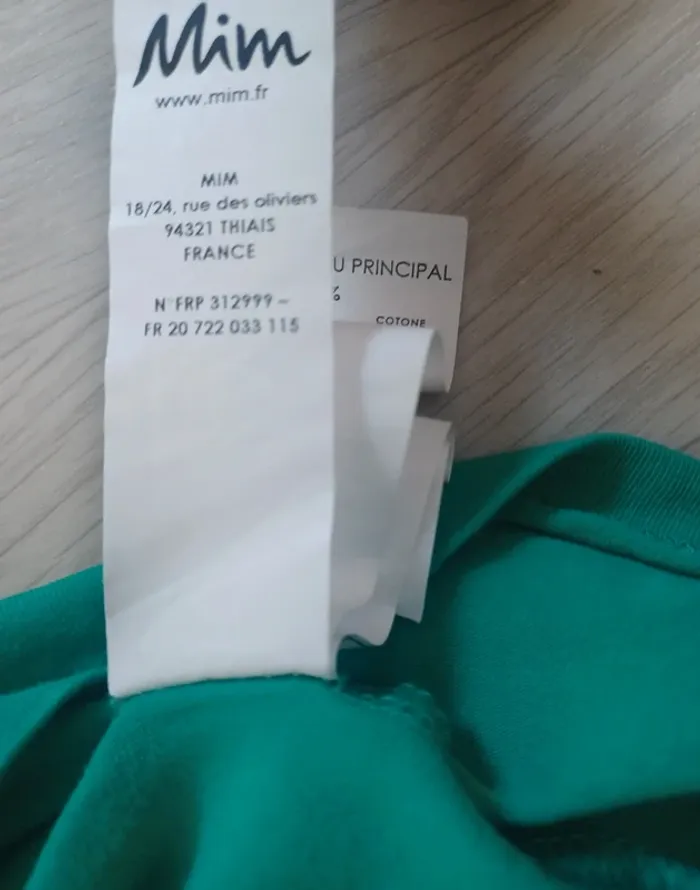 Mim
www.mim.fr
MIM
18/24, rue des oliviers
94321 THIAIS
FRANCE
N° FRP 312999 –
FR 20 722 033 115
U PRINCIPAL
%
COTONE